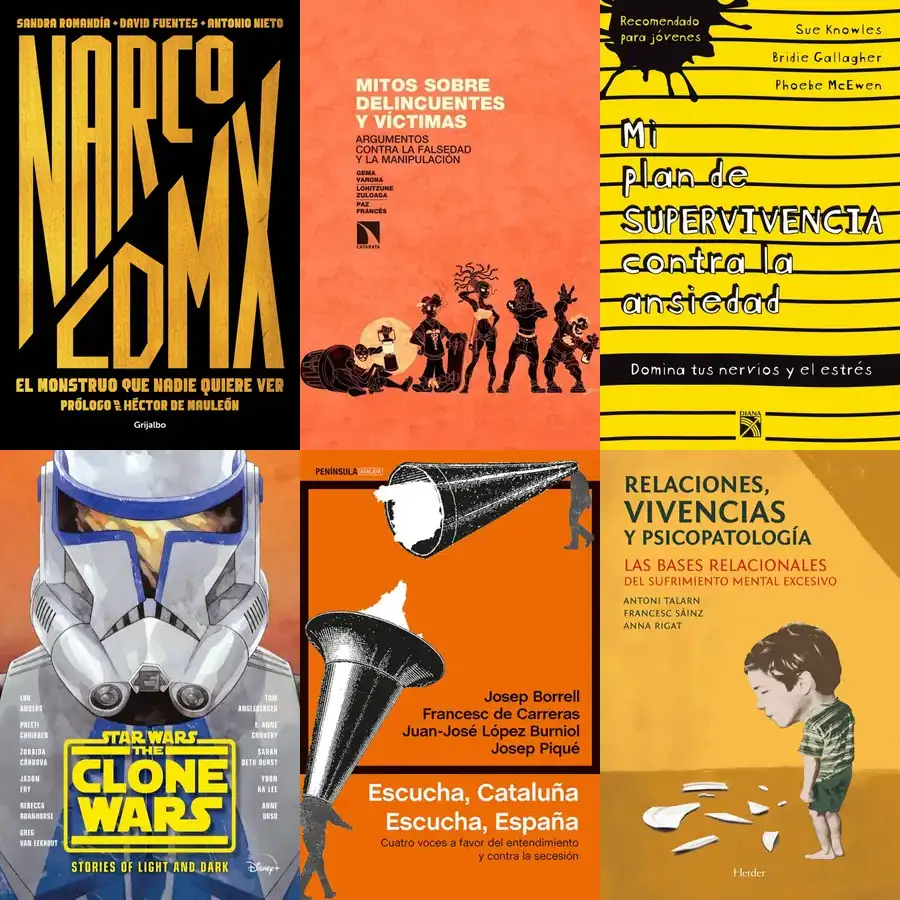 SANDRA ROMANDÍA • DAVID FUENTES • ANTONIO NIETO
NARCO
CDMX
EL MONSTRUO QUE NADIE QUIERE VER
PRÓLOGO DE HÉCTOR DE MAULEÓN
Grijalbo
MITOS SOBRE
DELINCUENTES
Y VÍCTIMAS
ARGUMENTOS
CONTRA LA FALSEDAD
Y LA MANIPULACIÓN
GEMA
VARONA
LOHITZUNE
ZULOAGA
PAZ
FRANCÉS
CATARATA
Recomendado
para jóvenes
Sue Knowles
Bridie Gallagher
Phoebe McEwen
Mi
plan de
SUPERVIVENCIA
contra la
ansiedad
Domina tus nervios y el estrés
DIANA
LOU
ANDERS
PREETI
CHHIBBER
ZORAIDA
CÓRDOVA
JASON
FRY
REBECCA
ROANHORSE
GREG
VAN EEKHOUT
TOM
ANGLEBERGER
E. ANNE
CONVERY
SARAH
BETH DURST
YOON
HA LEE
ANNE
URSU
STAR WARS
THE
CLONE
WARS
STORIES OF LIGHT AND DARK
Disney+
PENÍNSULA ATALAYA
Josep Borrell
Francesc de Carreras
Juan-José López Burniol
Josep Piqué
Escucha, Cataluña
Escucha, España
Cuatro voces a favor del entendimiento
y contra la secesión
RELACIONES,
VIVENCIAS
Y PSICOPATOLOGÍA
LAS BASES RELACIONALES
DEL SUFRIMIENTO MENTAL EXCESIVO
ANTONI TALARN
FRANCESC SÁINZ
ANNA RIGAT
Herder